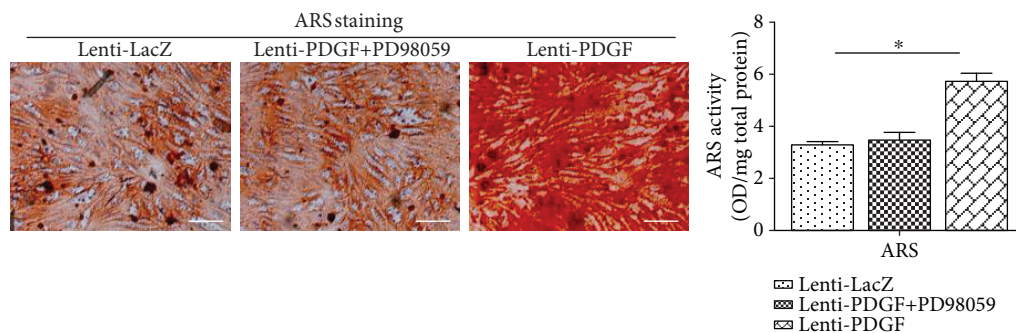 ARS staining
Lenti-LacZ Lenti-PDGF+PD98059 Lenti-PDGF
ARS activity
(OD/mg total protein)
8
6
4
2
0
*
ARS
Lenti-LacZ
Lenti-PDGF+PD98059
Lenti-PDGF